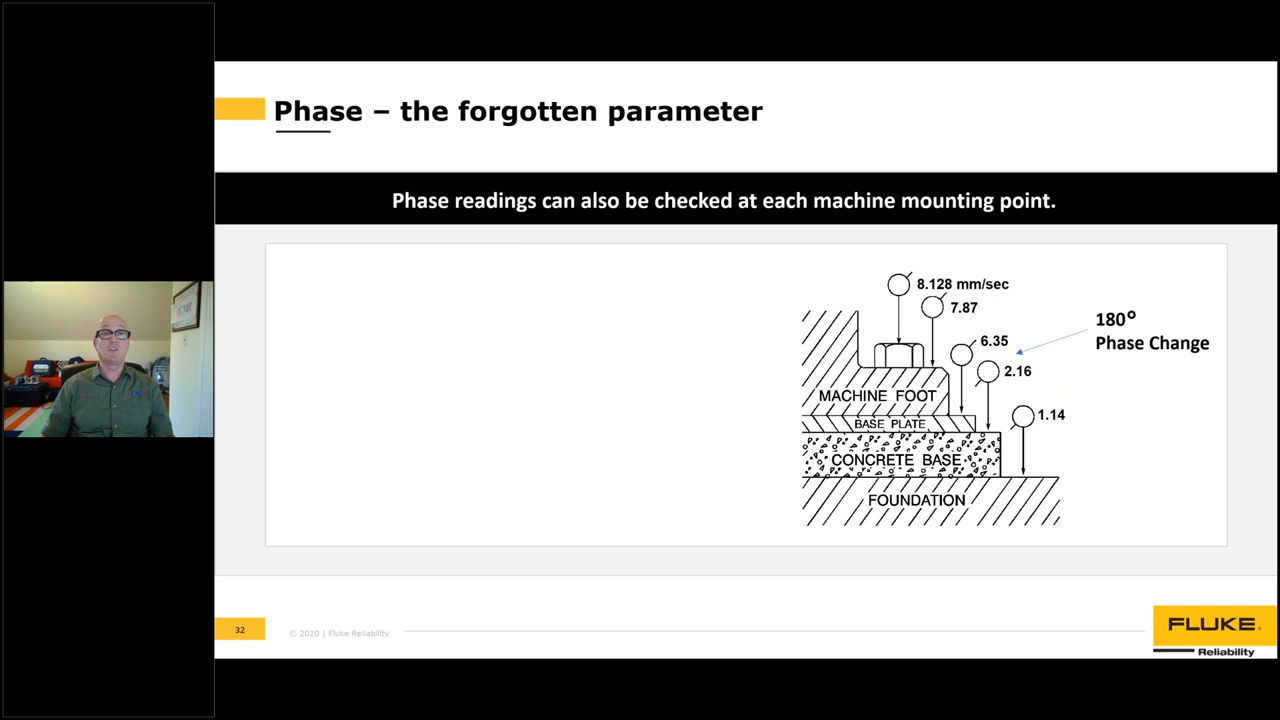 Phase – the forgotten parameter
Phase readings can also be checked at each machine mounting point.
8.128 mm/sec
7.87
6.35
2.16
1.14
180°
Phase Change
MACHINE FOOT
BASE PLATE
CONCRETE BASE
FOUNDATION
32
© 2020 | Fluke Reliability
FLUKE®
Reliability